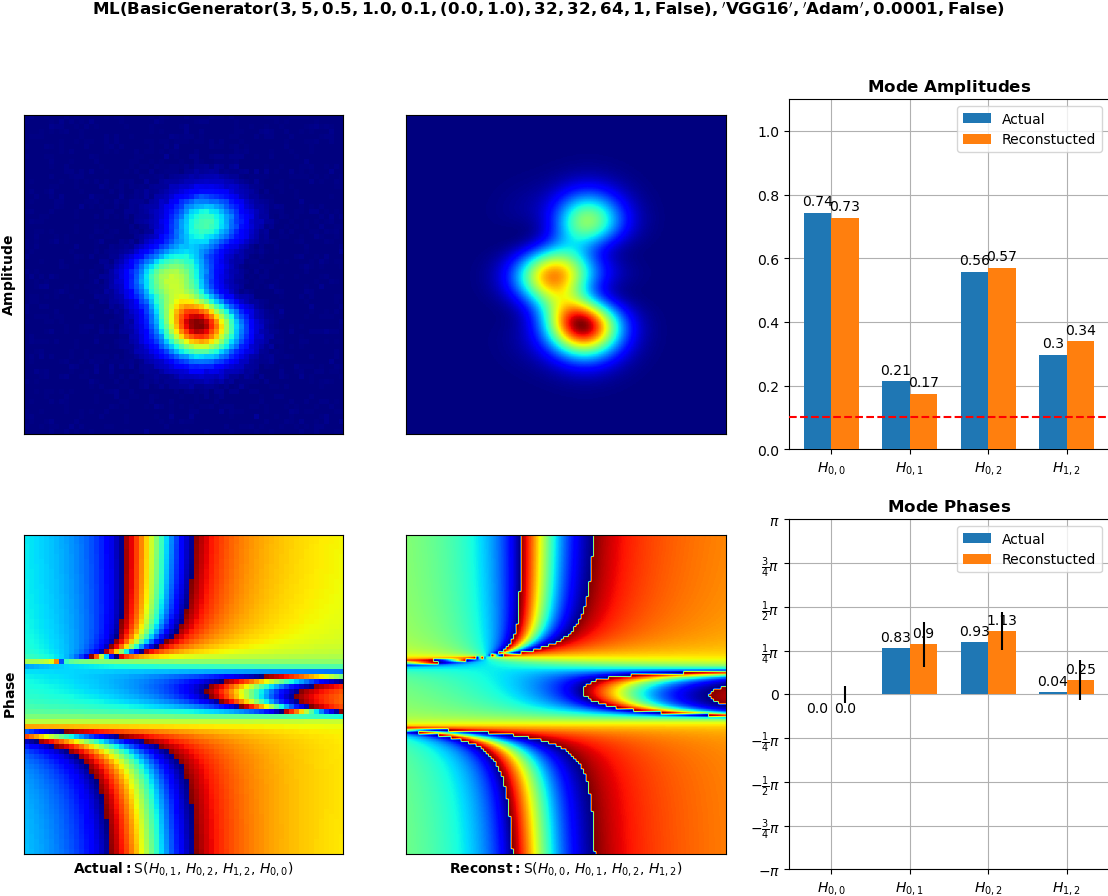 ML(BasicGenerator(3, 5, 0.5, 1.0, 0.1, (0.0, 1.0), 32, 32, 64, 1, False), ′VGG16′, ′Adam′, 0.0001, False)
Amplitude
Mode Amplitudes
Actual
Reconstucted
1.0
0.8
0.6
0.4
0.2
0.0
0.74
0.73
0.21
0.17
0.56
0.57
0.3
0.34
H0,0 H0,1 H0,2 H1,2
Phase
Actual: S(H0,1, H0,2, H1,2, H0,0)
Reconst: S(H0,0, H0,1, H0,2, H1,2)
Mode Phases
Actual
Reconstucted
π
3/4π
1/2π
1/4π
0
−1/4π
−1/2π
−3/4π
−π
0.0
0.0
0.83
0.9
0.93
1.13
0.04
0.25
H0,0 H0,1 H0,2 H1,2